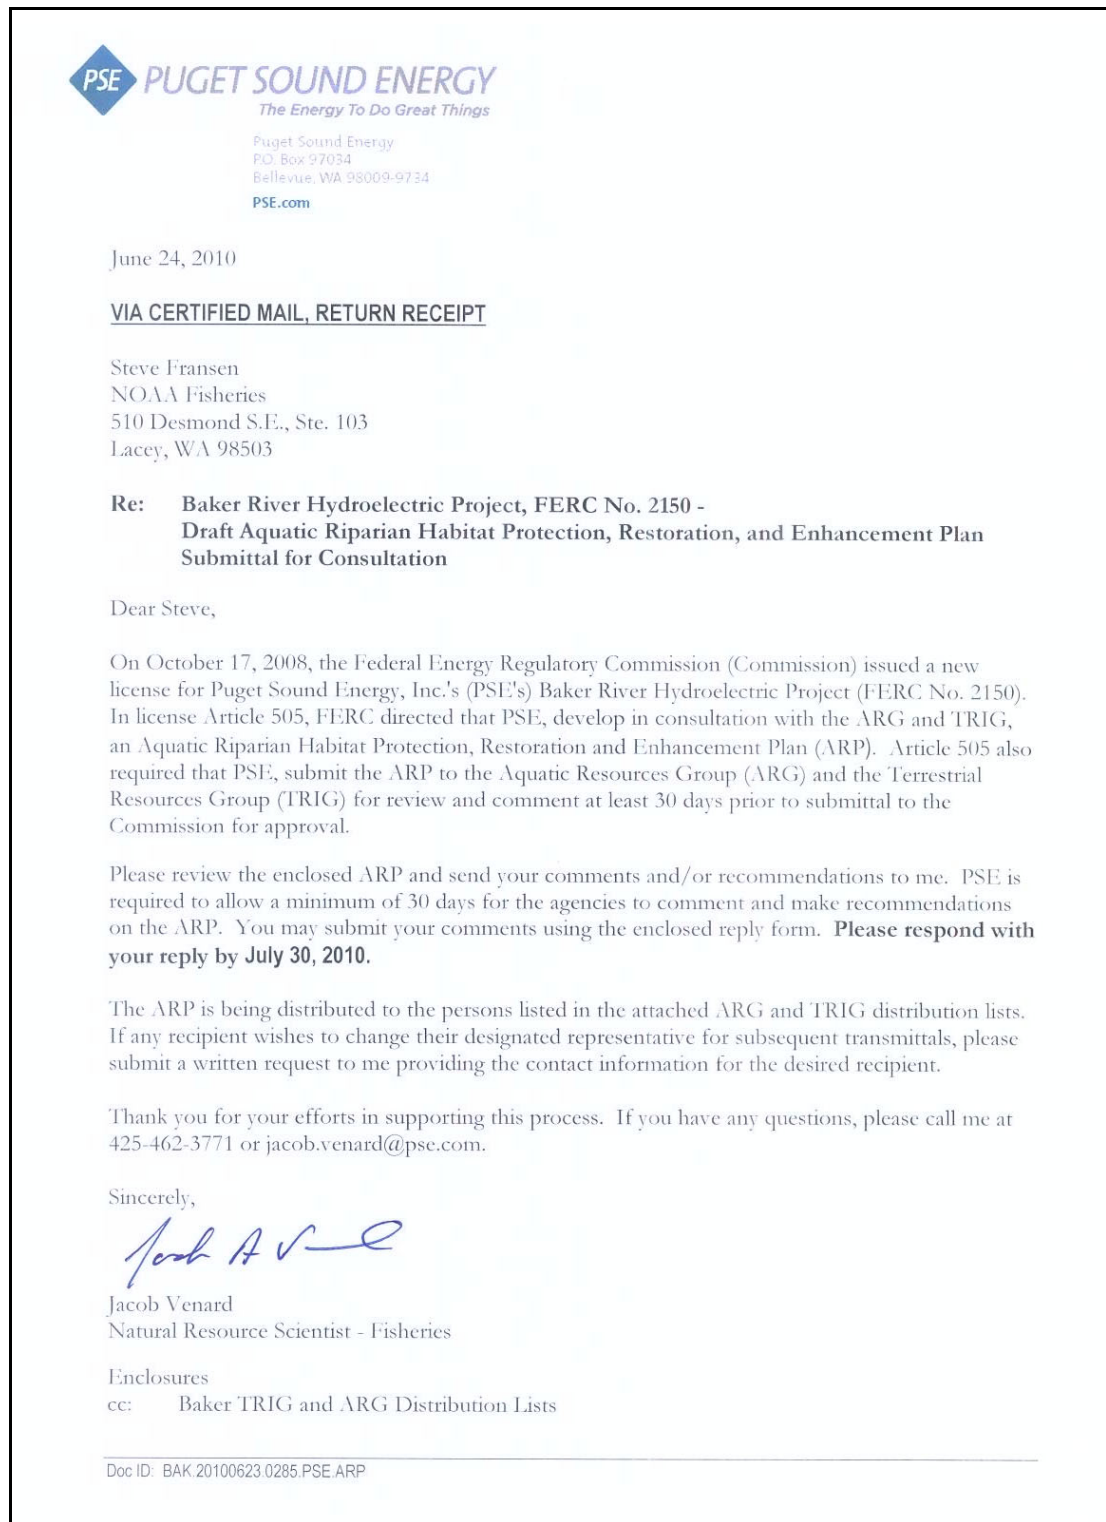 PSE PUGET SOUND ENERGY
The Energy To Do Great Things
Puget Sound Energy
P.O. Box 97034
Bellevue, WA 98009-9734
PSE.com
June 24, 2010
VIA CERTIFIED MAIL, RETURN RECEIPT
Steve Fransen
NOAA Fisheries
510 Desmond S.E., Ste. 103
Lacey, WA 98503
Re: Baker River Hydroelectric Project, FERC No. 2150 -
Draft Aquatic Riparian Habitat Protection, Restoration, and Enhancement Plan
Submittal for Consultation
Dear Steve,
On October 17, 2008, the Federal Energy Regulatory Commission (Commission) issued a new
license for Puget Sound Energy, Inc.'s (PSE's) Baker River Hydroelectric Project (FERC No. 2150).
In license Article 505, FERC directed that PSE, develop in consultation with the ARG and TRIG,
an Aquatic Riparian Habitat Protection, Restoration and Enhancement Plan (ARP). Article 505 also
required that PSE, submit the ARP to the Aquatic Resources Group (ARG) and the Terrestrial
Resources Group (TRIG) for review and comment at least 30 days prior to submittal to the
Commission for approval.
Please review the enclosed ARP and send your comments and/or recommendations to me. PSE is
required to allow a minimum of 30 days for the agencies to comment and make recommendations
on the ARP. You may submit your comments using the enclosed reply form. Please respond with
your reply by July 30, 2010.
The ARP is being distributed to the persons listed in the attached ARG and TRIG distribution lists.
If any recipient wishes to change their designated representative for subsequent transmittals, please
submit a written request to me providing the contact information for the desired recipient.
Thank you for your efforts in supporting this process. If you have any questions, please call me at
425-462-3771 or jacob.venard@pse.com.
Sincerely,
Jacob Venard
Natural Resource Scientist - Fisheries
Enclosures
cc: Baker TRIG and ARG Distribution Lists
Doc ID: BAK.20100623.0285.PSE.ARP